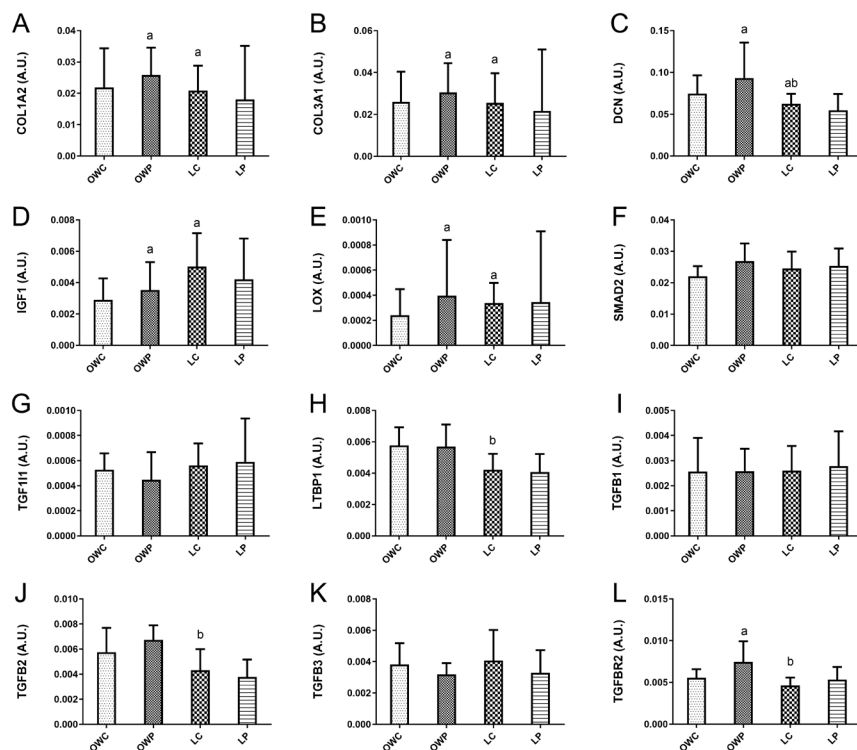 A
COL1A2 (A.U.)
0.04
0.03
0.02
0.01
0.00
a
a
OWC
OWP
LC
LP
B
COL3A1 (A.U.)
0.06
0.04
0.02
0.00
a
a
OWC
OWP
LC
LP
C
DCN (A.U.)
0.15
0.10
0.05
0.00
a
ab
OWC
OWP
LC
LP
D
IGF1 (A.U.)
0.008
0.006
0.004
0.002
0.000
a
a
OWC
OWP
LC
LP
E
LOX (A.U.)
0.0010
0.0008
0.0006
0.0004
0.0002
0.0000
a
a
OWC
OWP
LC
LP
F
SMAD2 (A.U.)
0.04
0.03
0.02
0.01
0.00
OWC
OWP
LC
LP
G
TGF1I1 (A.U.)
0.0010
0.0008
0.0006
0.0004
0.0002
0.0000
OWC
OWP
LC
LP
H
LTBP1 (A.U.)
0.008
0.006
0.004
0.002
0.000
b
OWC
OWP
LC
LP
I
TGFB1 (A.U.)
0.005
0.004
0.003
0.002
0.001
0.000
OWC
OWP
LC
LP
J
TGFB2 (A.U.)
0.010
0.008
0.006
0.004
0.002
0.000
b
OWC
OWP
LC
LP
K
TGFB3 (A.U.)
0.008
0.006
0.004
0.002
0.000
OWC
OWP
LC
LP
L
TGFBR2 (A.U.)
0.015
0.010
0.005
0.000
a
b
OWC
OWP
LC
LP